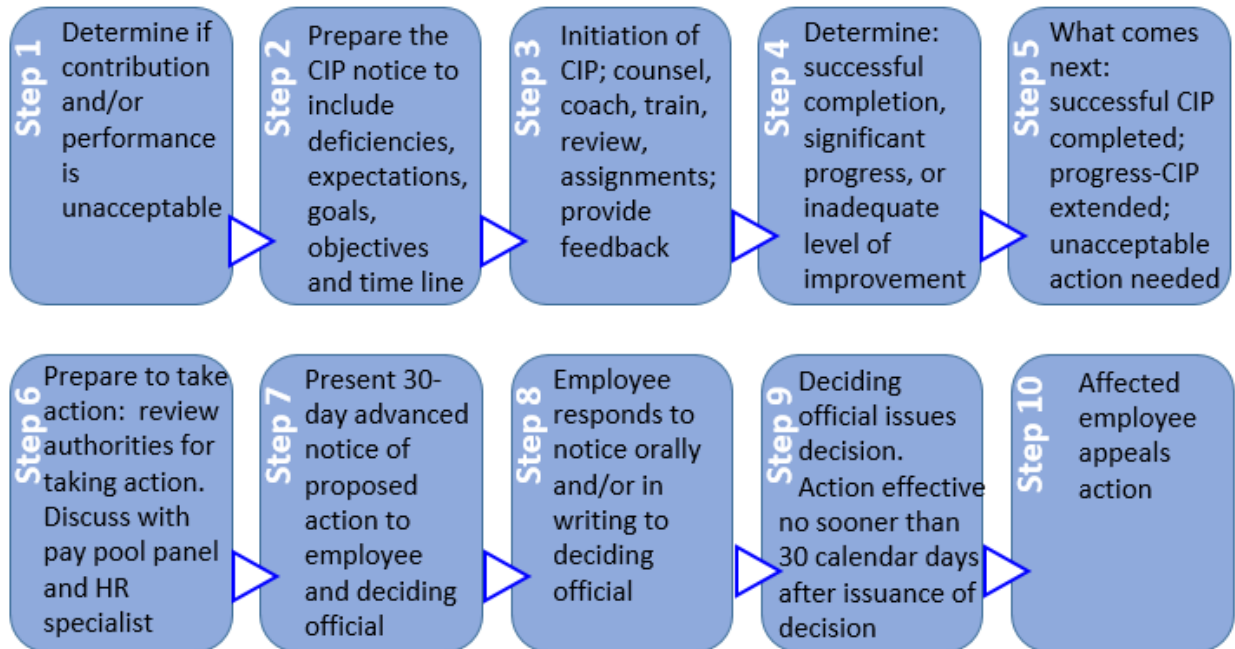 Step 1
Determine if
contribution
and/or
performance
is
unacceptable
Step 2
Prepare the
CIP notice to
include
deficiencies,
expectations,
goals,
objectives
and time line
Step 3
Initiation of
CIP; counsel,
coach, train,
review,
assignments;
provide
feedback
Step 4
Determine:
successful
completion,
significant
progress, or
inadequate
level of
improvement
Step 5
What comes
next:
successful CIP
completed;
progress-CIP
extended;
unacceptable
action needed
Step 6
Prepare to take
action: review
authorities for
taking action.
Discuss with
pay pool panel
and HR
specialist
Step 7
Present 30-
day advanced
notice of
proposed
action to
employee
and deciding
official
Step 8
Employee
responds to
notice orally
and/or in
writing to
deciding
official
Step 9
Deciding
official issues
decision.
Action effective
no sooner than
30 calendar days
after issuance of
decision
Step 10
Affected
employee
appeals
action